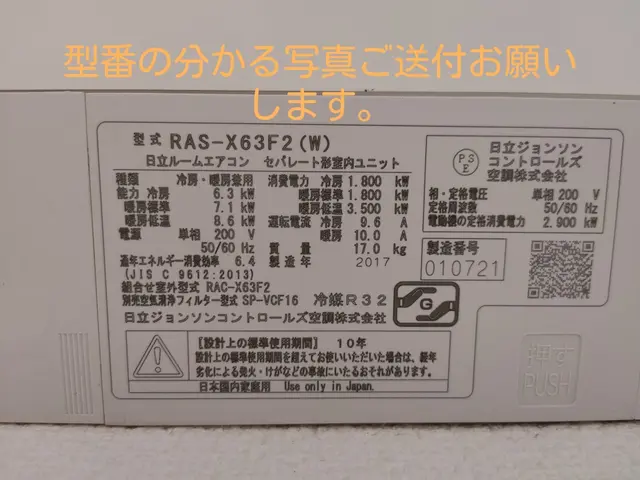 型番の分かる写真ご送付お願い
します。
型式 RAS-X63F2(W)
日立ルームエアコン セパレート形室内ユニット
種類 冷房・暖房兼用
能力 冷房 6.3 kW
暖房標準 7.1 kW
暖房低温 8.6 kW
電源 単相 200 V
50/60 Hz
消費電力 冷房 1.800 kW
暖房標準 1.800 kW
暖房低温 3.500 kW
運転電流 冷房 9.6 A
暖房 10.0 A
質量 17.0 kg
通年エネルギー消費効率 6.4
製造年 2017
(JIS C 9612:2013)
組合せ室外型式 RAC-X63F2
別売空気清浄フィルター型式 SP-VCF16 冷媒R32
日立ジョンソンコントロールズ空調株式会社
PSE
日立ジョンソン
コントロールズ
空調株式会社
相・定格電圧 単相 200 V
定格周波数 50/60 Hz
電動機の定格消費電力 2.900 kW
製造番号
010721
G
[設計上の標準使用期間] 10年
設計上の標準使用期間を超えてお使いいただいた場合は、経年
劣化による発火・けがなどの事故にいたるおそれがあります。
日本国内家庭用 Use only in Japan.
押す
PUSH